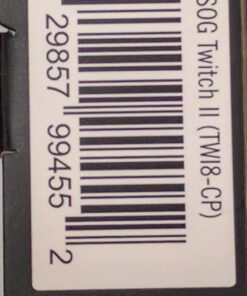 SOG Twitch II (TWI8-CP)
29857 99455 2